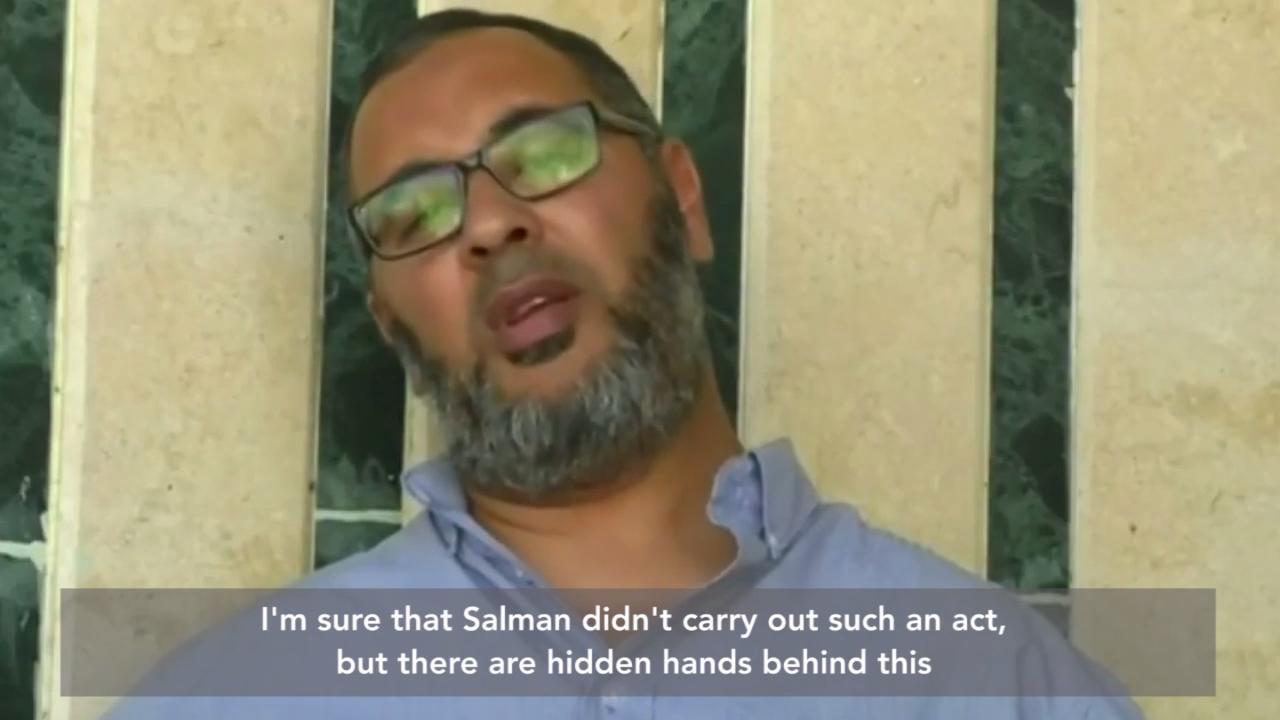 I'm sure that Salman didn't carry out such an act,
but there are hidden hands behind this